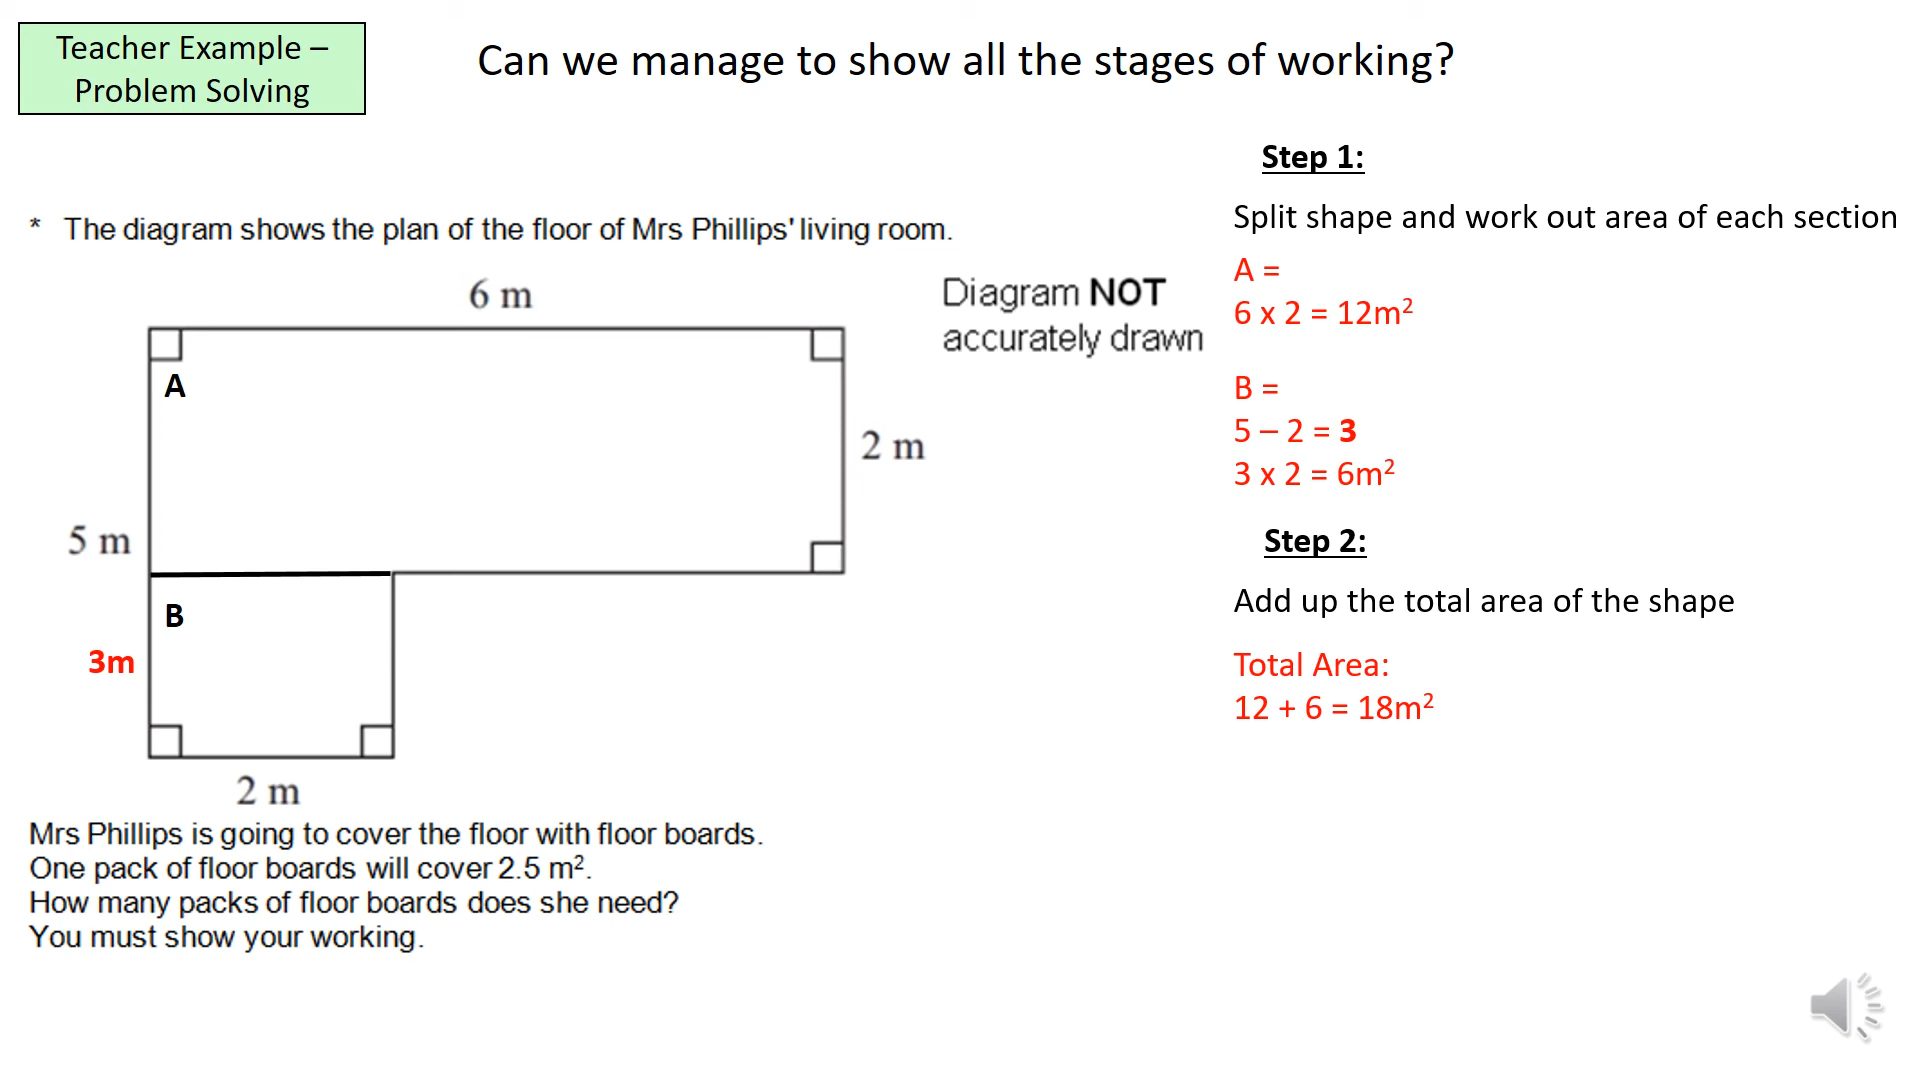 Teacher Example –
Problem Solving
Can we manage to show all the stages of working?
* The diagram shows the plan of the floor of Mrs Phillips' living room.
6 m
Diagram NOT
accurately drawn
A
2 m
5 m
B
3m
2 m
Mrs Phillips is going to cover the floor with floor boards.
One pack of floor boards will cover 2.5 m².
How many packs of floor boards does she need?
You must show your working.
Step 1:
Split shape and work out area of each section
A =
6 x 2 = 12m²
B =
5 – 2 = 3
3 x 2 = 6m²
Step 2:
Add up the total area of the shape
Total Area:
12 + 6 = 18m²